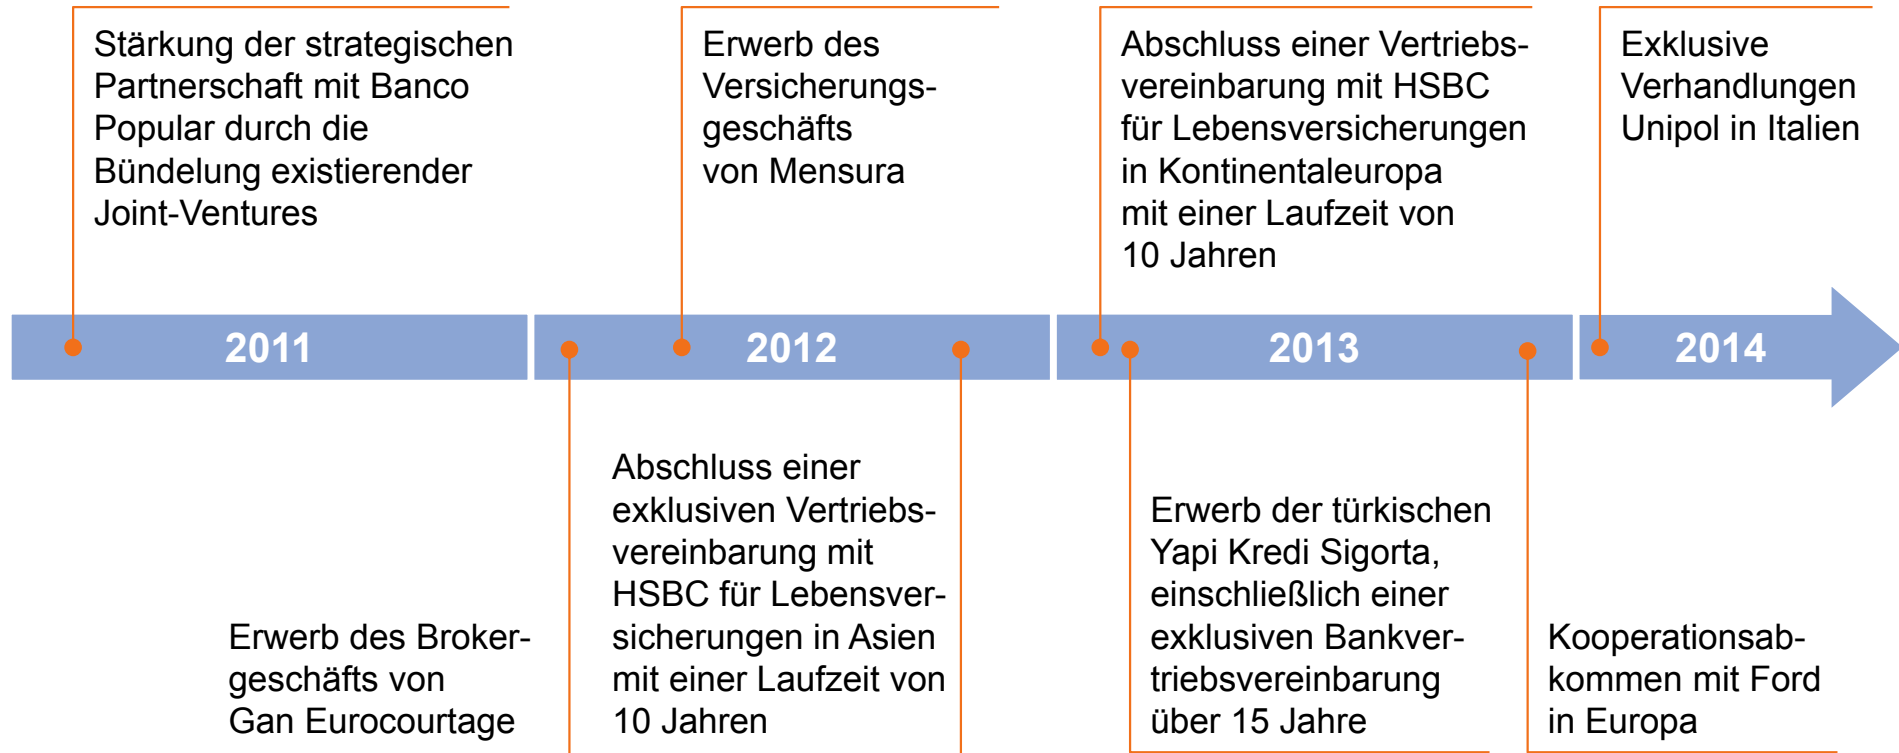 Stärkung der strategischen
Partnerschaft mit Banco
Popular durch die
Bündelung existierender
Joint-Ventures
Erwerb des
Versicherungs-
geschäfts
von Mensura
Abschluss einer Vertriebs-
vereinbarung mit HSBC
für Lebensversicherungen
in Kontinentaleuropa
mit einer Laufzeit von
10 Jahren
Exklusive
Verhandlungen
Unipol in Italien
2011
2012
2013
2014
Erwerb des Broker-
geschäfts von
Gan Eurocourtage
Abschluss einer
exklusiven Vertriebs-
vereinbarung mit
HSBC für Lebensver-
sicherungen in Asien
mit einer Laufzeit von
10 Jahren
Erwerb der türkischen
Yapi Kredi Sigorta,
einschließlich einer
exklusiven Bankver-
triebsvereinbarung
über 15 Jahre
Kooperationsab-
kommen mit Ford
in Europa